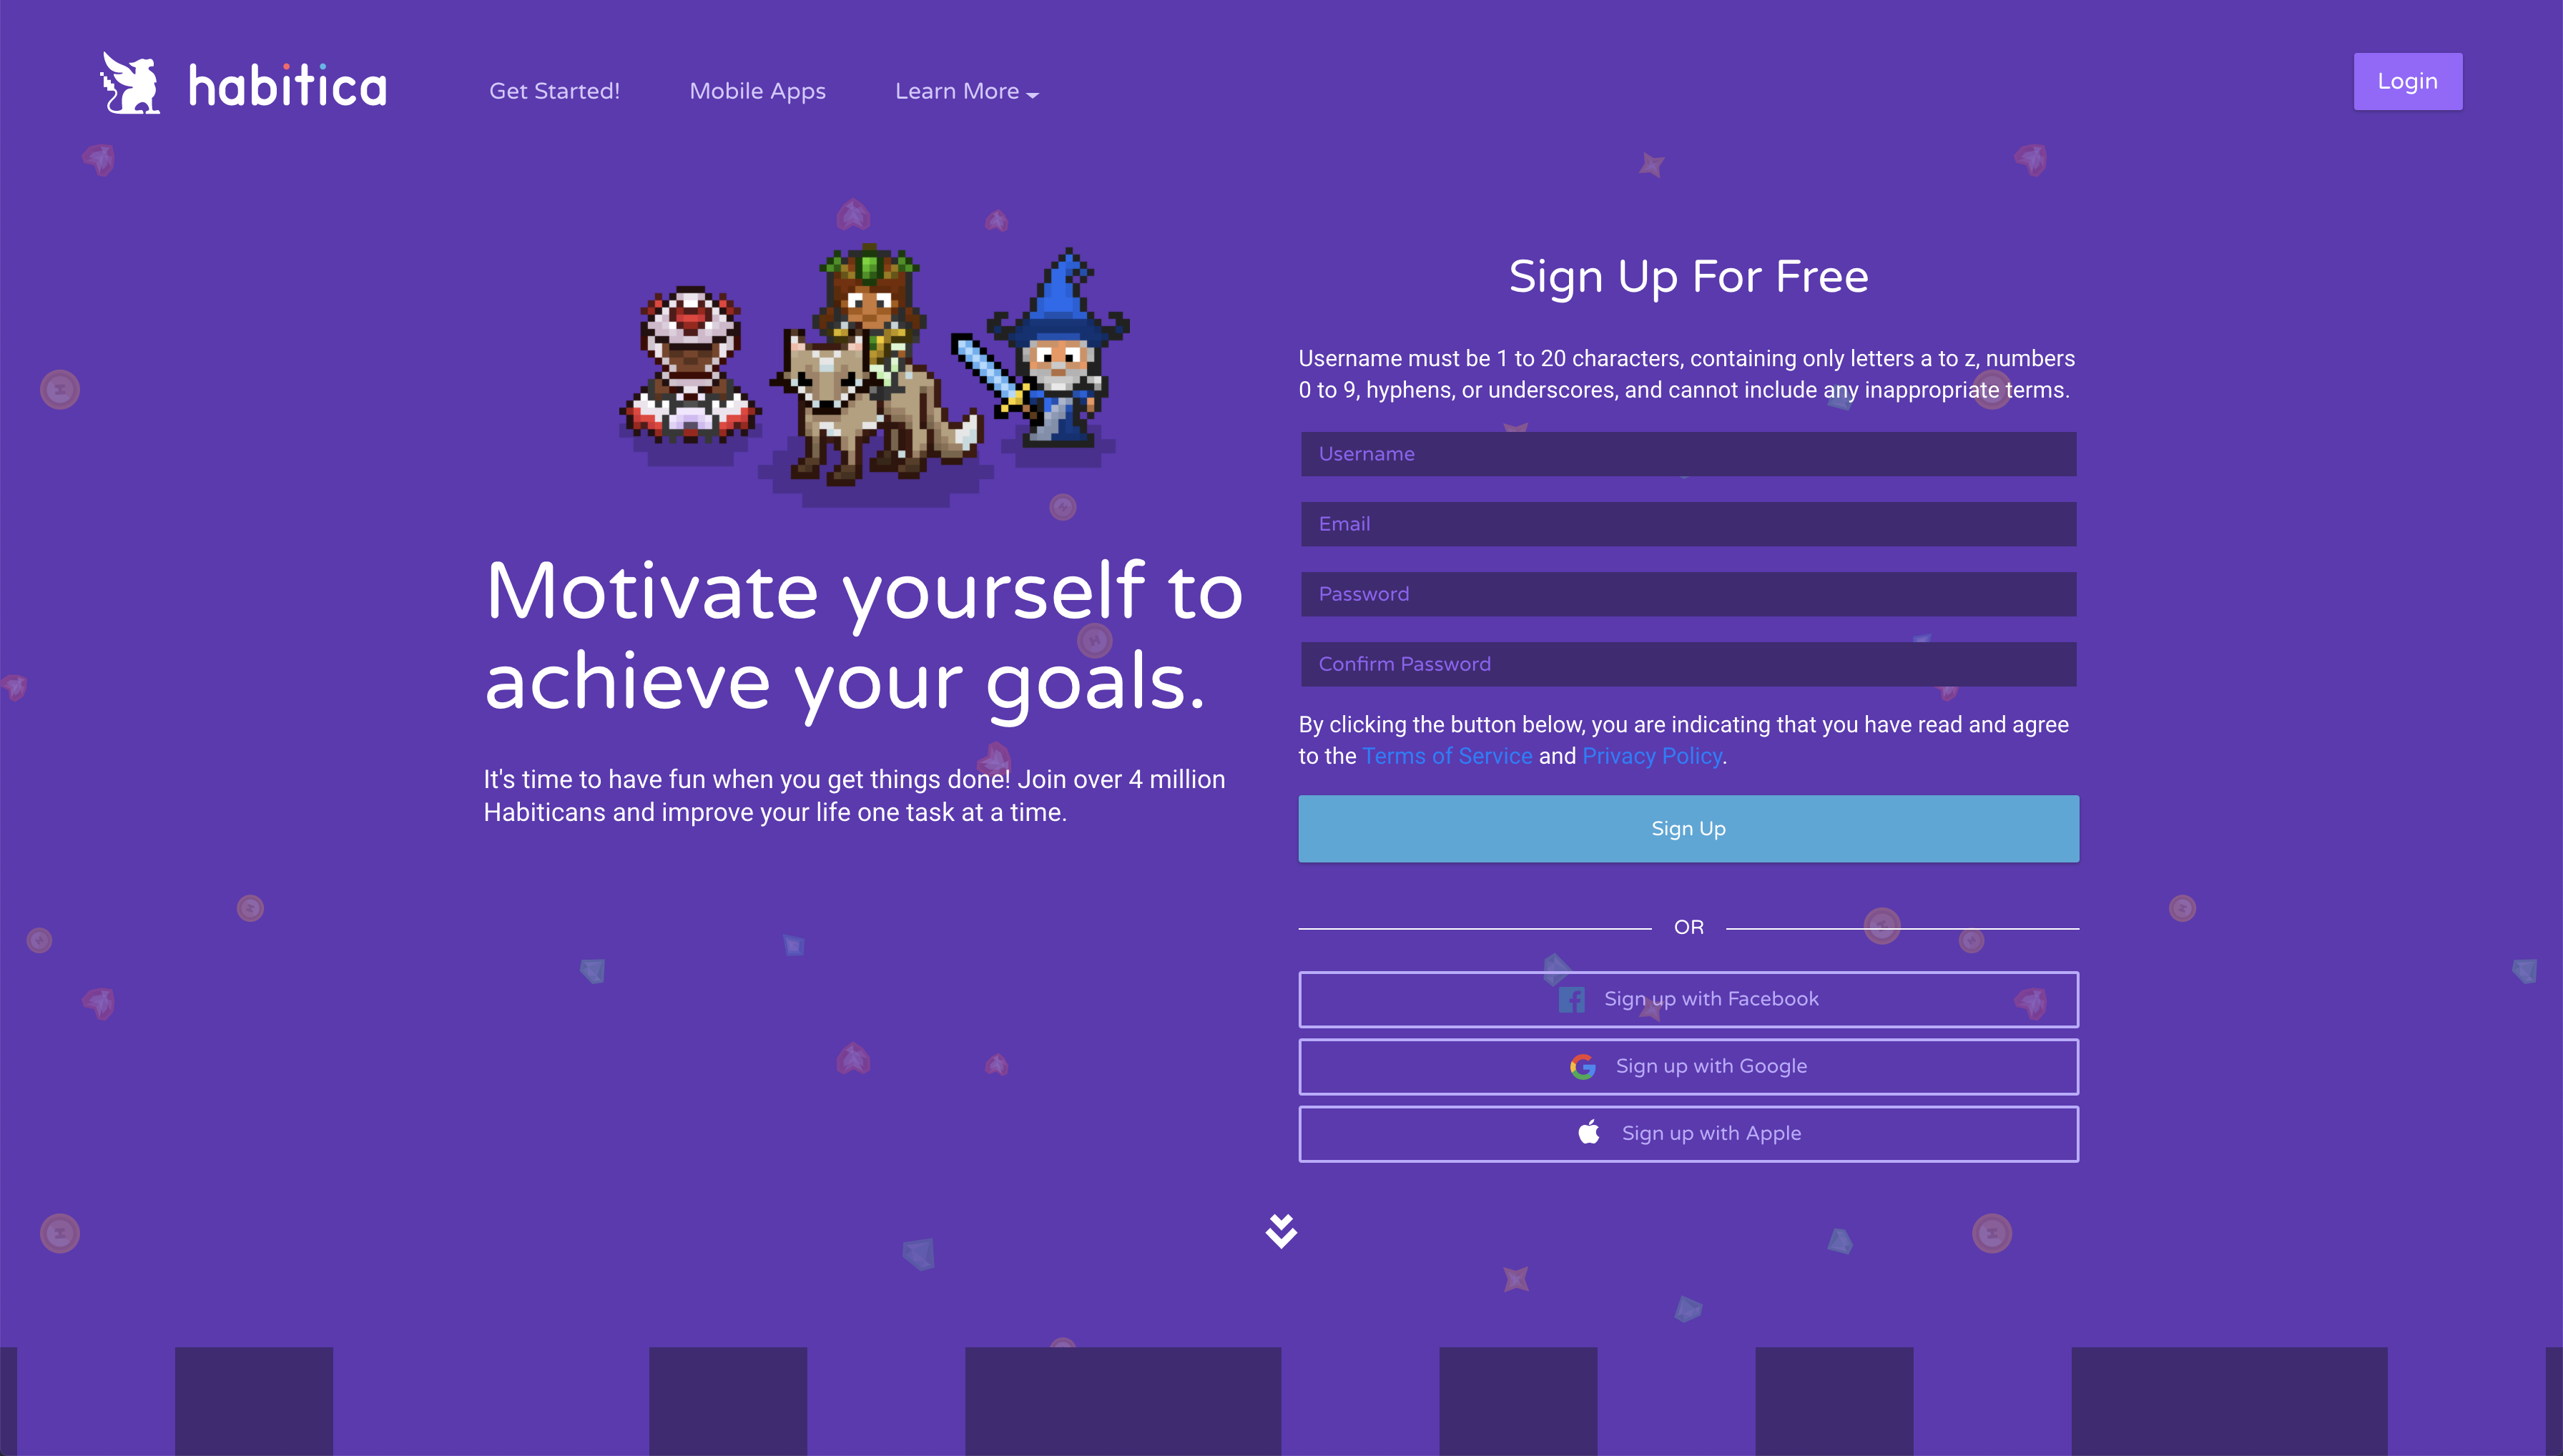 habitica
Get Started!
Mobile Apps
Learn More
Login
Motivate yourself to
achieve your goals.
It's time to have fun when you get things done! Join over 4 million
Habiticans and improve your life one task at a time.
Sign Up For Free
Username must be 1 to 20 characters, containing only letters a to z, numbers
0 to 9, hyphens, or underscores, and cannot include any inappropriate terms.
Username
Email
Password
Confirm Password
By clicking the button below, you are indicating that you have read and agree
to the Terms of Service and Privacy Policy.
Sign Up
OR
Sign up with Facebook
Sign up with Google
Sign up with Apple